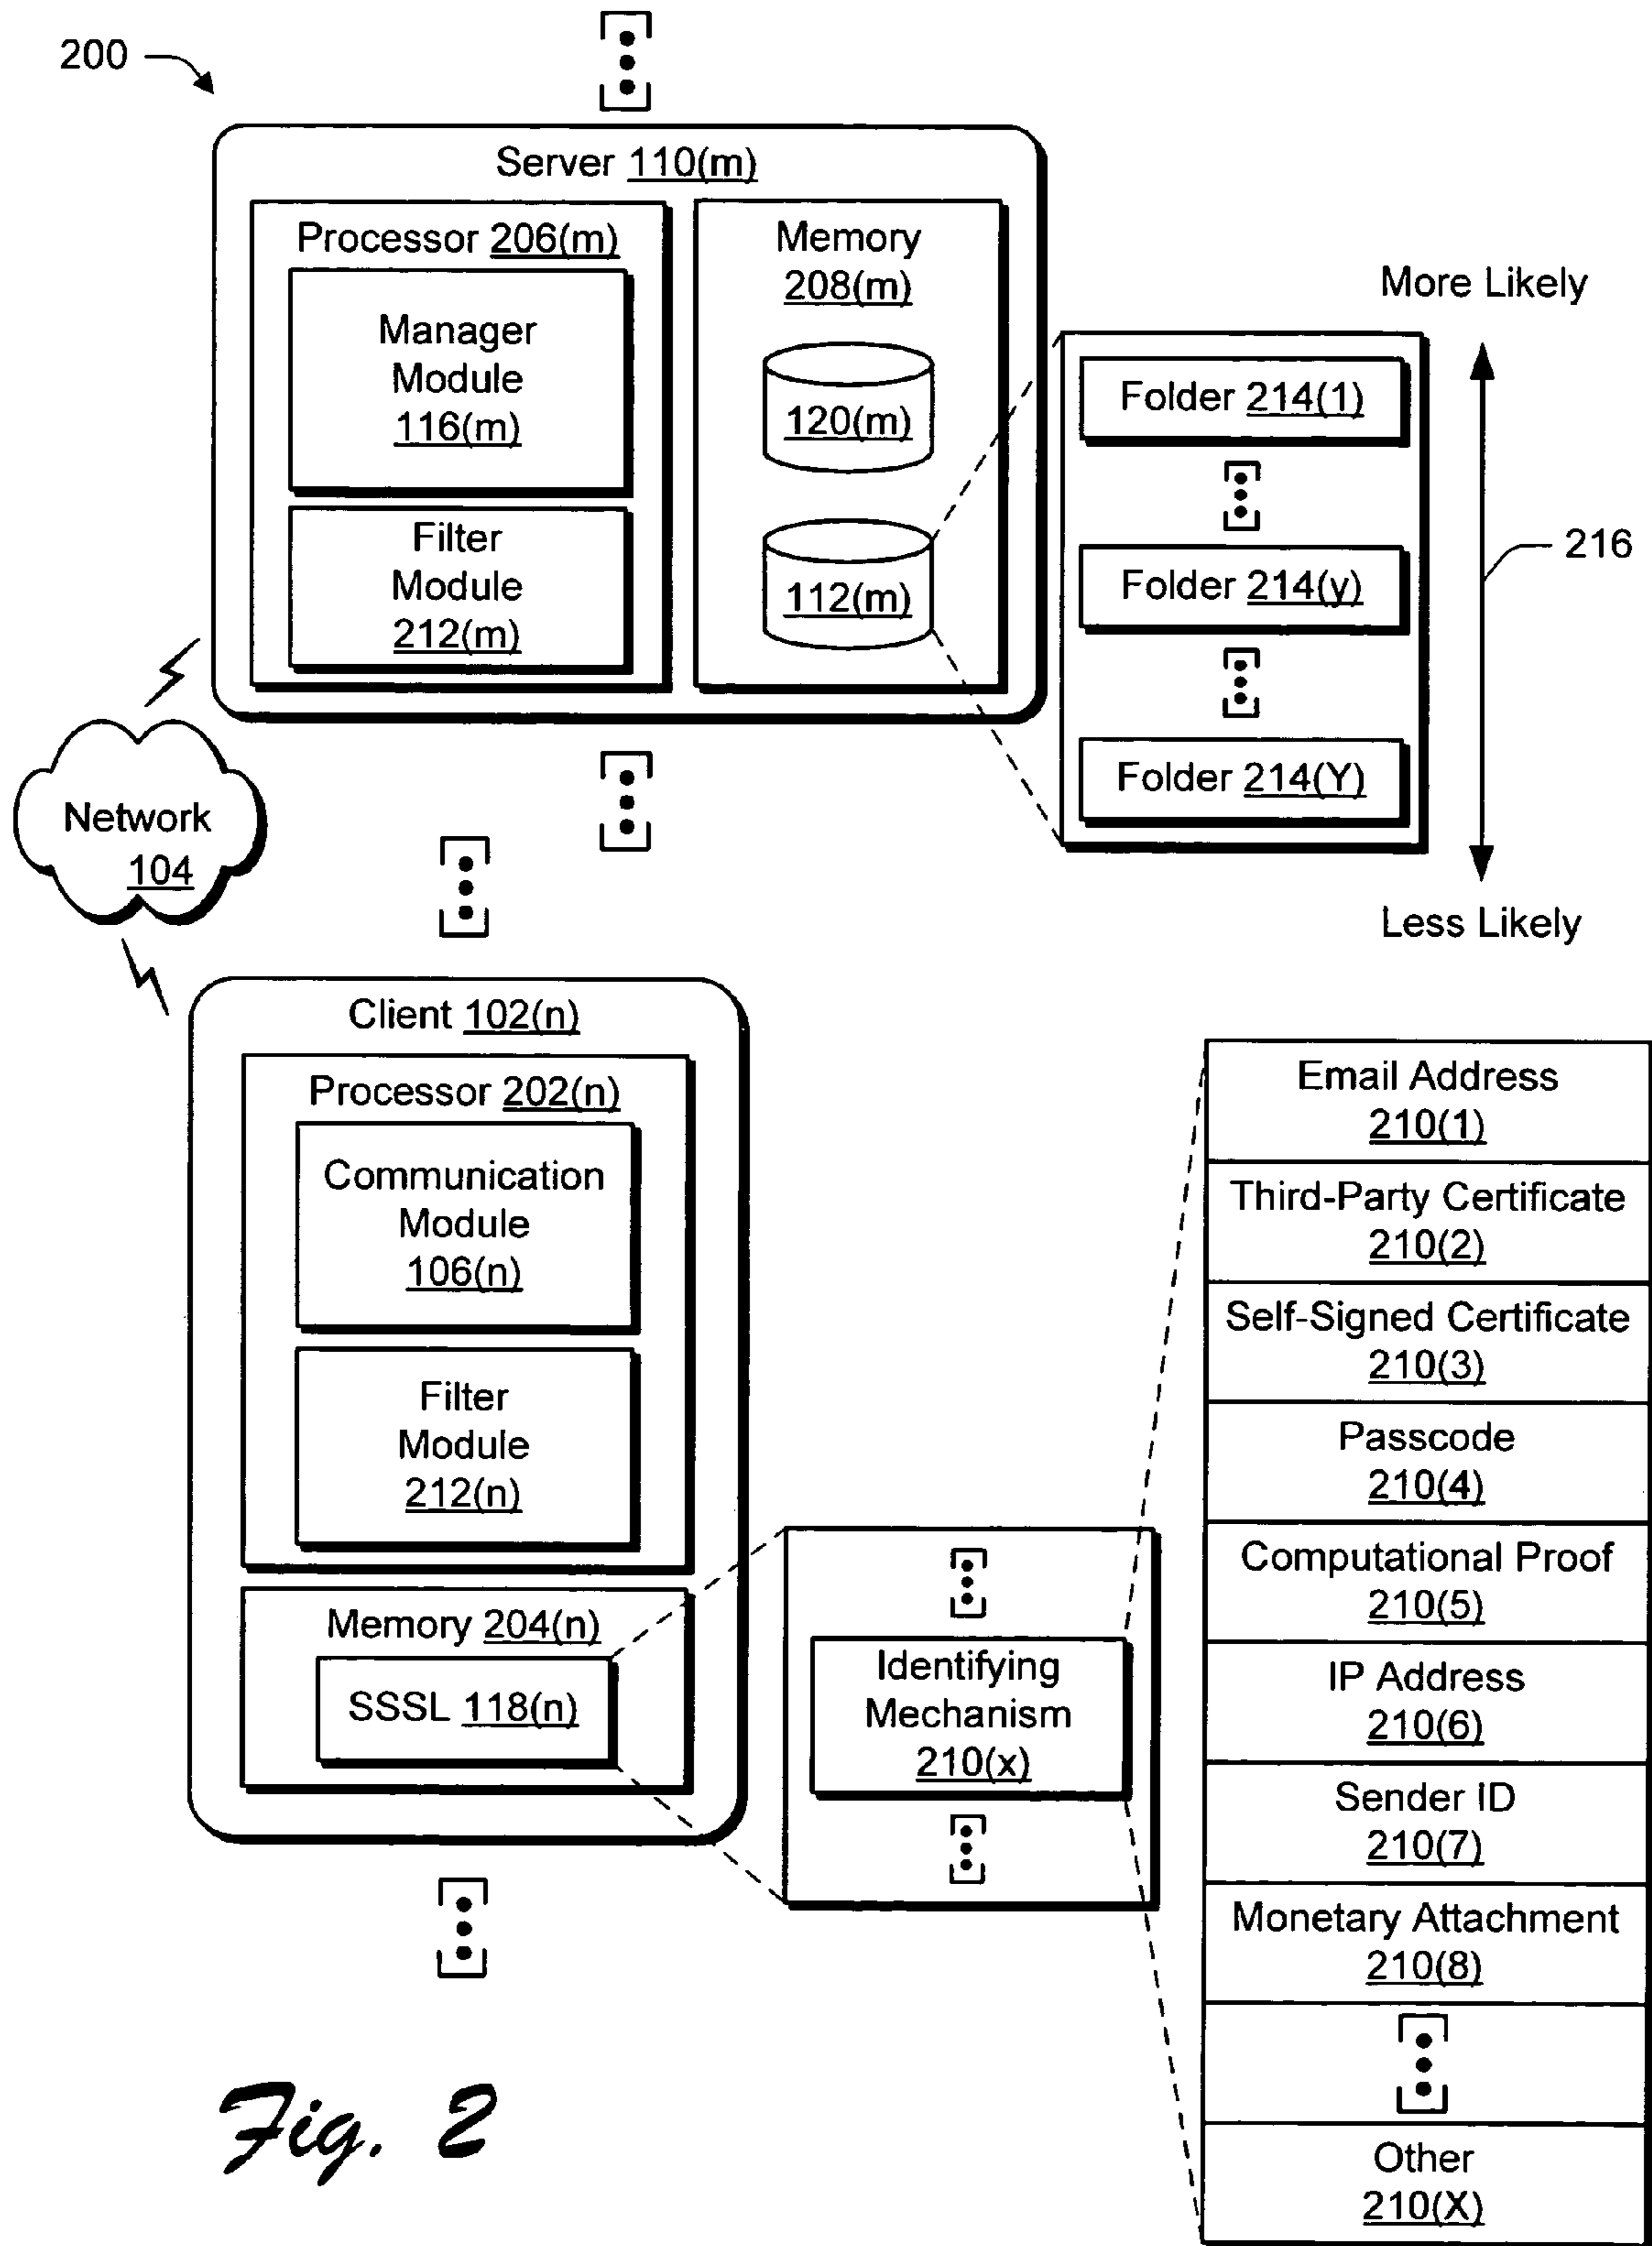 200
Server 110(m)
Processor 206(m)
Manager
Module
116(m)
Filter
Module
212(m)
Memory
208(m)
120(m)
112(m)
More Likely
Folder 214(1)
Folder 214(y)
Folder 214(Y)
216
Less Likely
Network
104
Client 102(n)
Processor 202(n)
Communication
Module
106(n)
Filter
Module
212(n)
Memory 204(n)
SSSL 118(n)
Identifying
Mechanism
210(x)
Email Address
210(1)
Third-Party Certificate
210(2)
Self-Signed Certificate
210(3)
Passcode
210(4)
Computational Proof
210(5)
IP Address
210(6)
Sender ID
210(7)
Monetary Attachment
210(8)
Other
210(X)
Fig. 2